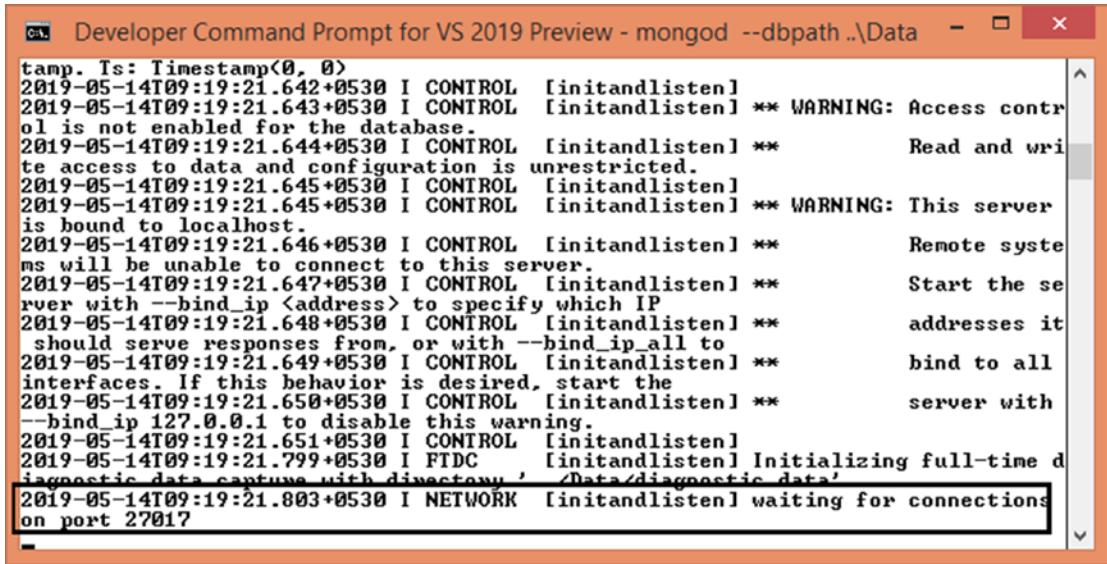 Developer Command Prompt for VS 2019 Preview - mongod --dbpath ..\Data
tamp. Ts: Timestamp(0, 0)
2019-05-14T09:19:21.642+0530 I CONTROL  [initandlisten]
2019-05-14T09:19:21.643+0530 I CONTROL  [initandlisten] ** WARNING: Access contr
ol is not enabled for the database.
2019-05-14T09:19:21.644+0530 I CONTROL  [initandlisten] **          Read and wri
te access to data and configuration is unrestricted.
2019-05-14T09:19:21.645+0530 I CONTROL  [initandlisten]
2019-05-14T09:19:21.645+0530 I CONTROL  [initandlisten] ** WARNING: This server
is bound to localhost.
2019-05-14T09:19:21.646+0530 I CONTROL  [initandlisten] **          Remote syste
ms will be unable to connect to this server.
2019-05-14T09:19:21.647+0530 I CONTROL  [initandlisten] **          Start the se
rver with --bind_ip <address> to specify which IP
2019-05-14T09:19:21.648+0530 I CONTROL  [initandlisten] **          addresses it
 should serve responses from, or with --bind_ip_all to
2019-05-14T09:19:21.649+0530 I CONTROL  [initandlisten] **          bind to all
interfaces. If this behavior is desired, start the
2019-05-14T09:19:21.650+0530 I CONTROL  [initandlisten] **          server with
--bind_ip 127.0.0.1 to disable this warning.
2019-05-14T09:19:21.651+0530 I CONTROL  [initandlisten]
2019-05-14T09:19:21.799+0530 I FTDC     [initandlisten] Initializing full-time d
iagnostic data capture with directory '../Data/diagnostic.data'
2019-05-14T09:19:21.803+0530 I NETWORK  [initandlisten] waiting for connections
on port 27017